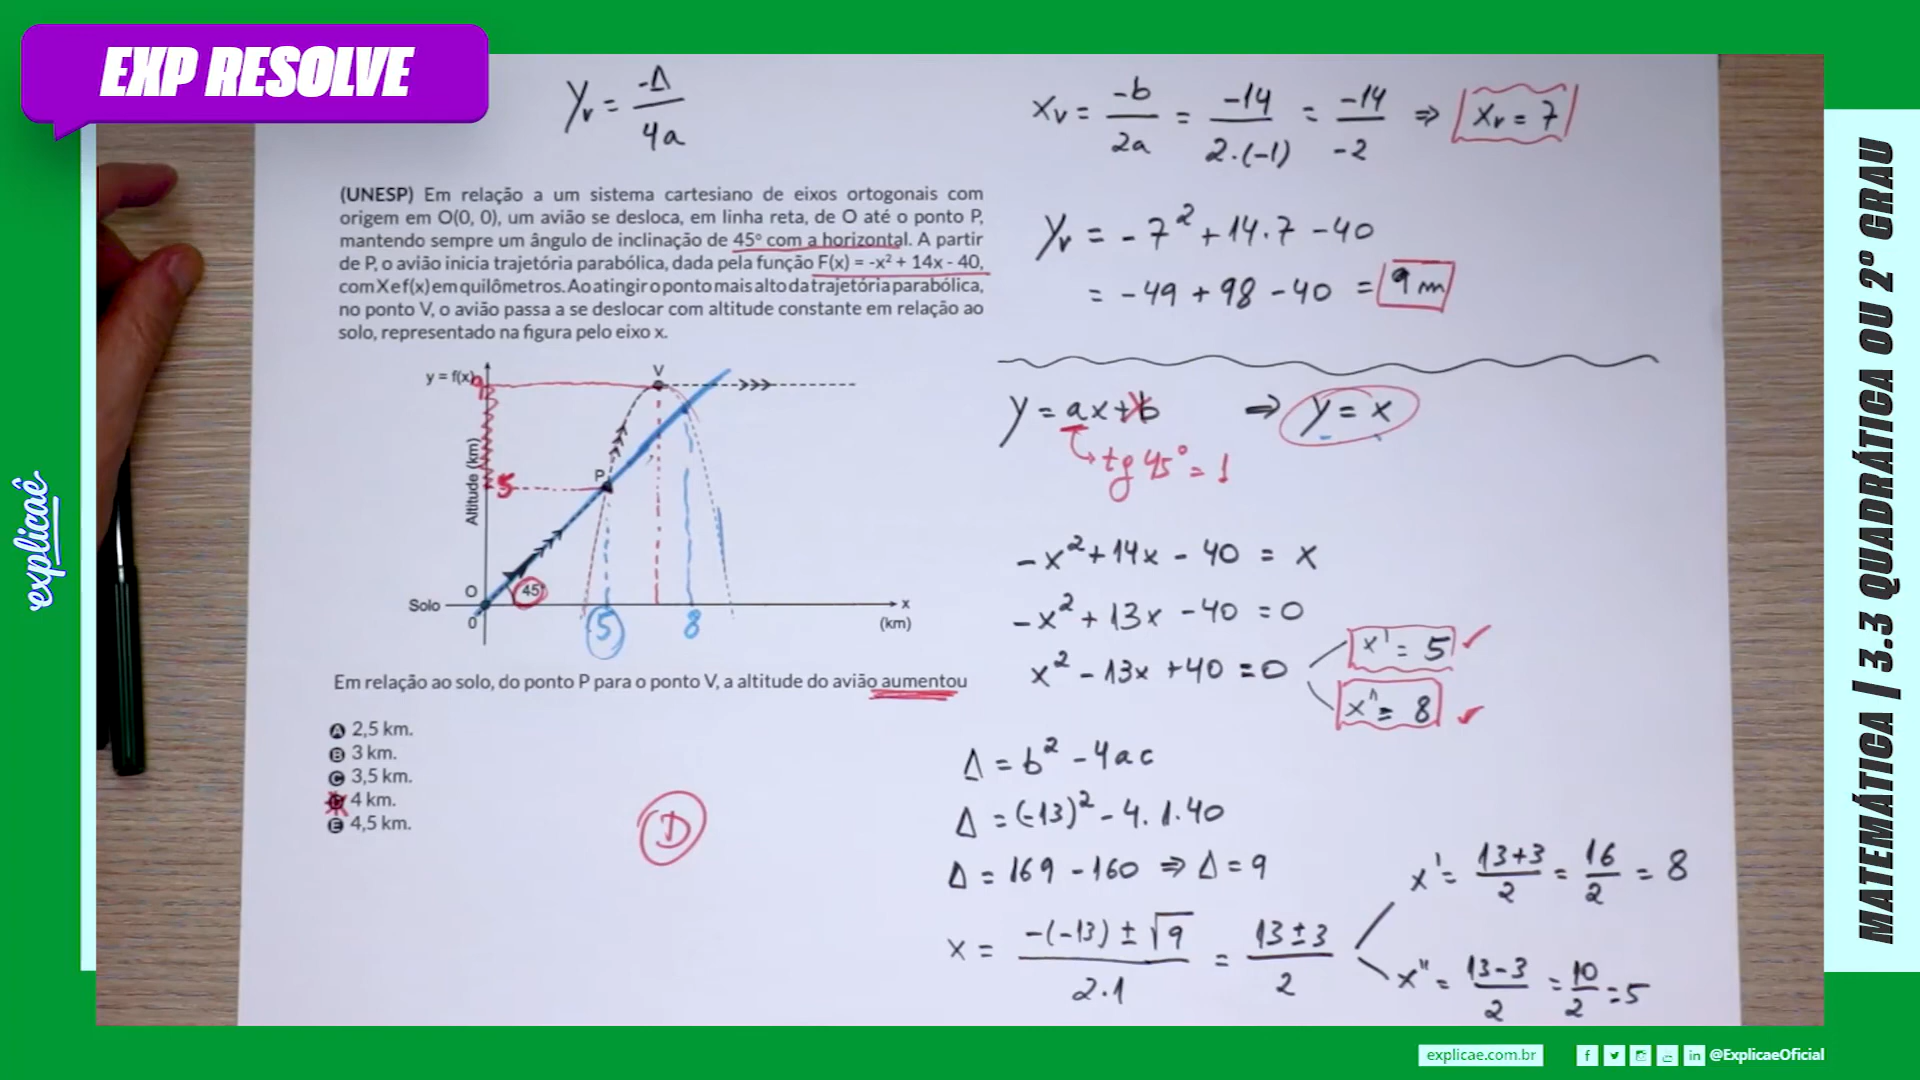 EXP RESOLVE
Yv = -Δ / 4a
(UNESP) Em relação a um sistema cartesiano de eixos ortogonais com
origem em O(0, 0), um avião se desloca, em linha reta, de O até o ponto P,
mantendo sempre um ângulo de inclinação de 45° com a horizontal. A partir
de P, o avião inicia trajetória parabólica, dada pela função F(x) = -x² + 14x - 40,
com X e f(x) em quilômetros. Ao atingir o ponto mais alto da trajetória parabólica,
no ponto V, o avião passa a se deslocar com altitude constante em relação ao
solo, representado na figura pelo eixo x.
y = f(x)
9
V
Altitude (km)
P
5
O
45°
Solo
0
5
8
x
(km)
Em relação ao solo, do ponto P para o ponto V, a altitude do avião aumentou
A 2,5 km.
B 3 km.
C 3,5 km.
D 4 km.
E 4,5 km.
D
Xv = -b / 2a = -14 / 2.(-1) = -14 / -2 ⇒ Xv = 7
Yv = -7² + 14.7 - 40
= -49 + 98 - 40 = 9 m
y = ax + b ⇒ y = x
tg 45° = 1
-x² + 14x - 40 = x
-x² + 13x - 40 = 0
x² - 13x + 40 = 0
x' = 5 ✓
x'' = 8 ✓
Δ = b² - 4ac
Δ = (-13)² - 4.1.40
Δ = 169 - 160 ⇒ Δ = 9
x = -(-13) ± √9 / 2.1 = 13 ± 3 / 2
x' = 13+3 / 2 = 16 / 2 = 8
x'' = 13-3 / 2 = 10 / 2 = 5
explicaê
MATEMÁTICA | 3.3 QUADRÁTICA OU 2º GRAU
explicae.com.br
@ExplicaeOficial